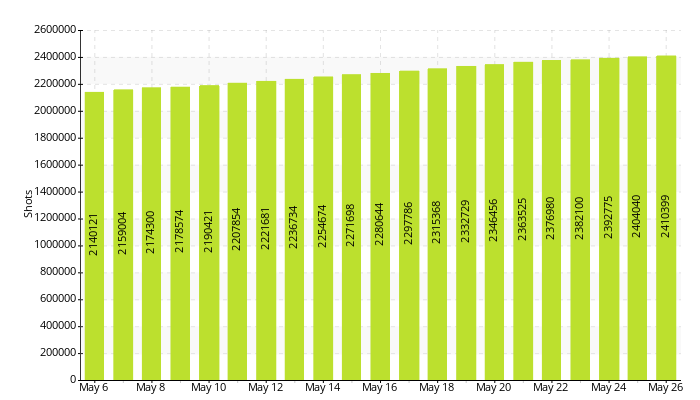 2600000
2400000
2200000
2000000
1800000
1600000
1400000
1200000
1000000
800000
600000
400000
200000
0
Shots
2140121
2159004
2174300
2178574
2190421
2207854
2221681
2236734
2254674
2271698
2280644
2297786
2315368
2332729
2346456
2363525
2376980
2382100
2392775
2404040
2410399
May 6
May 8
May 10
May 12
May 14
May 16
May 18
May 20
May 22
May 24
May 26